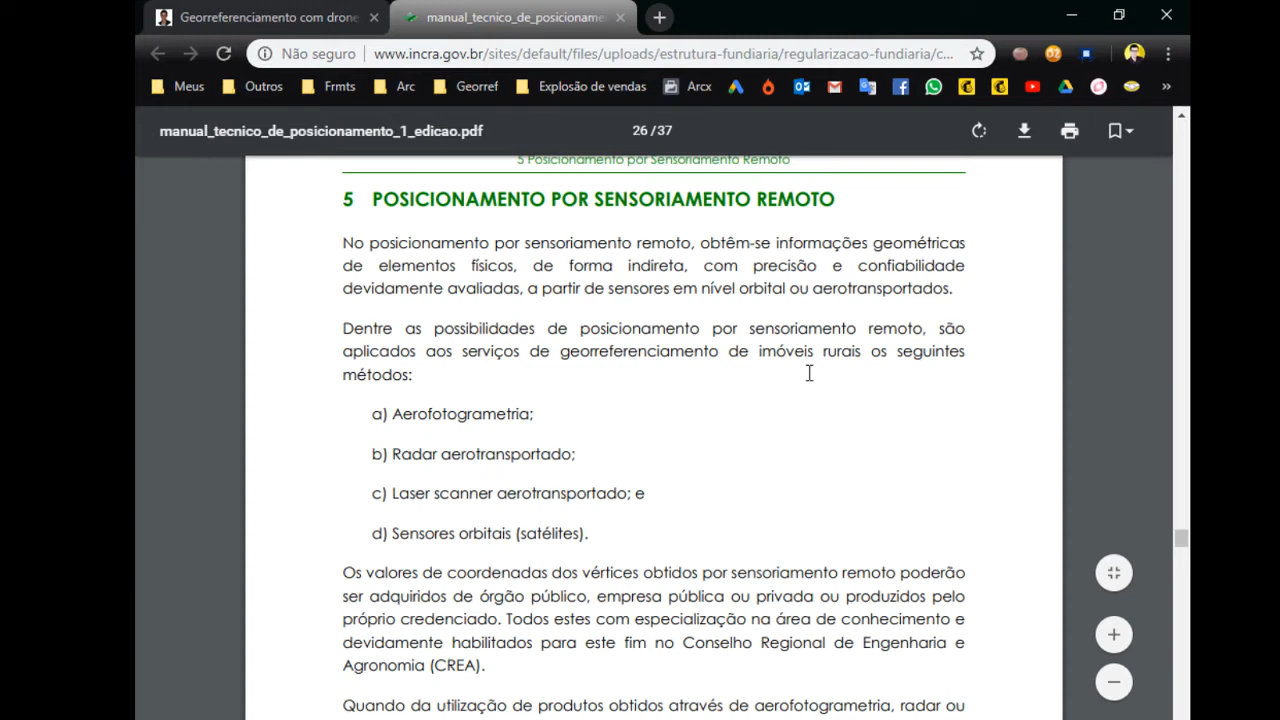 Georreferenciamento com drone
manual_tecnico_de_posicioname
Não seguro
www.incra.gov.br/sites/default/files/uploads/estrutura-fundiaria/regularizacao-fundiaria/c...
Meus
Outros
Frmts
Arc
Georref
Explosão de vendas
Arcx
»
manual_tecnico_de_posicionamento_1_edicao.pdf
26 / 37
5 Posicionamento por Sensoriamento Remoto
5 POSICIONAMENTO POR SENSORIAMENTO REMOTO
No posicionamento por sensoriamento remoto, obtêm-se informações geométricas
de elementos físicos, de forma indireta, com precisão e confiabilidade
devidamente avaliadas, a partir de sensores em nível orbital ou aerotransportados.
Dentre as possibilidades de posicionamento por sensoriamento remoto, são
aplicados aos serviços de georreferenciamento de imóveis rurais os seguintes
métodos:
a) Aerofotogrametria;
b) Radar aerotransportado;
c) Laser scanner aerotransportado; e
d) Sensores orbitais (satélites).
Os valores de coordenadas dos vértices obtidos por sensoriamento remoto poderão
ser adquiridos de órgão público, empresa pública ou privada ou produzidos pelo
próprio credenciado. Todos estes com especialização na área de conhecimento e
devidamente habilitados para este fim no Conselho Regional de Engenharia e
Agronomia (CREA).
Quando da utilização de produtos obtidos através de aerofotogrametria, radar ou